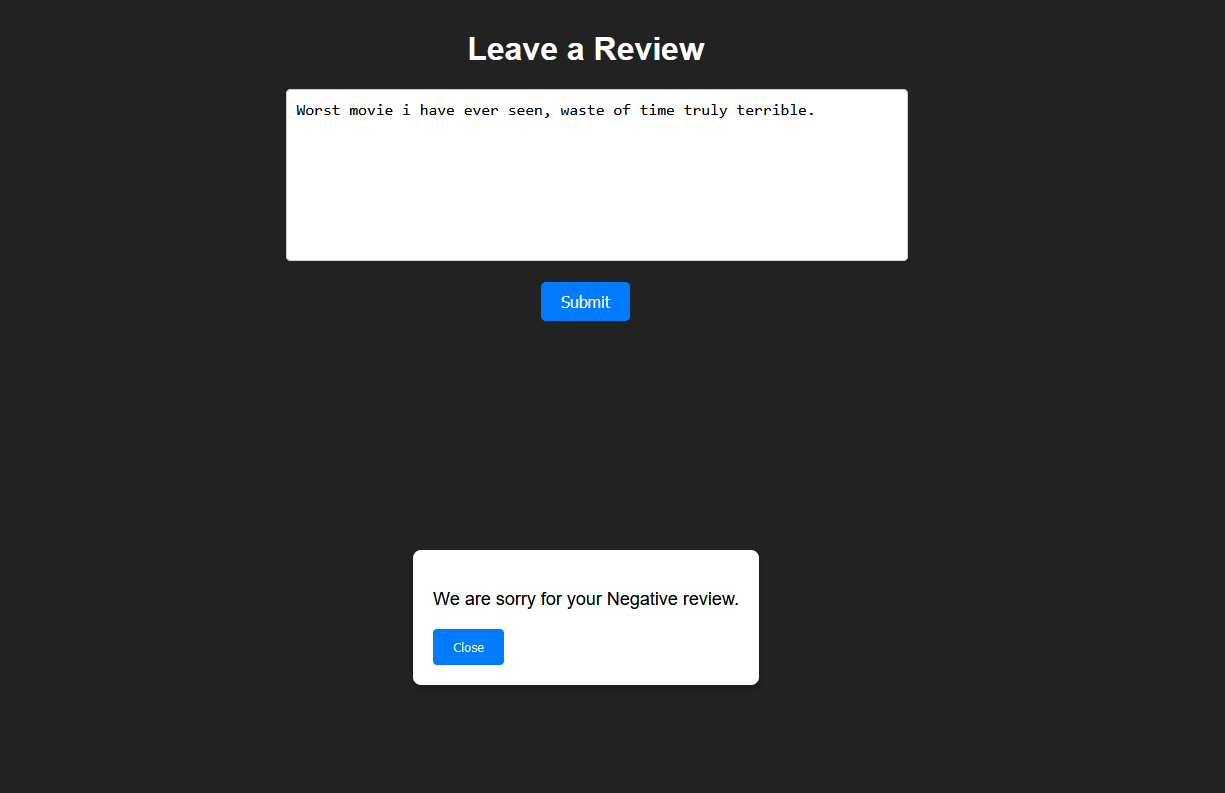 Leave a Review
Worst movie i have ever seen, waste of time truly terrible.
Submit
We are sorry for your Negative review.
Close